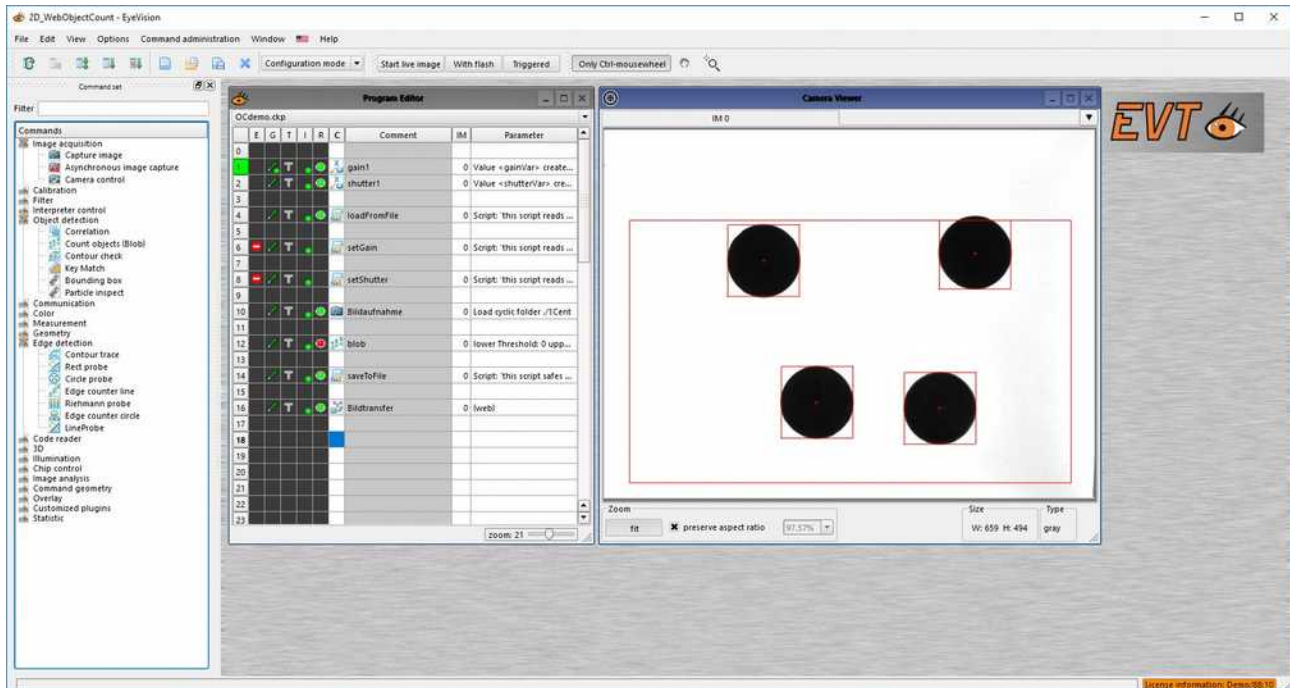 2D_WebObjectCount - EyeVision
File Edit View Options Command administration Window Help
Configuration mode Start live image With flash Triggered Only Ctrl-mousewheel
Command set
Filter
Commands
Image acquisition
Capture image
Asynchronous image capture
Camera control
Calibration
Filter
Interpreter control
Object detection
Correlation
Count objects (Blob)
Contour check
Key Match
Bounding box
Particle inspect
Communication
Color
Measurement
Geometry
Edge detection
Contour trace
Rect probe
Circle probe
Edge counter line
Riehmann probe
Edge counter circle
LineProbe
Code reader
3D
Illumination
Chip control
Image analysis
Command geometry
Overlay
Customized plugins
Statistic
Program Editor
OCdemo.ckp
E G T I R C Comment IM Parameter
0
1 T gain1 0 Value <gainVar> create...
2 T shutter1 0 Value <shutterVar> cre...
3
4 T loadFromFile 0 Script: 'this script reads ...
5
6 T setGain 0 Script: 'this script reads ...
7
8 T setShutter 0 Script: 'this script reads ...
9
10 T Bildaufnahme 0 Load cyclic folder ./1Cent
11
12 T blob 0 lower Threshold: 0 upp...
13
14 T saveToFile 0 Script: 'this script safes ...
15
16 T Bildtransfer 0 (web)
17
18
19
20
21
22
23
zoom: 21
Camera Viewer
IM 0
Zoom
fit preserve aspect ratio 97.57%
Size
W: 659 H: 494
Type
gray
EVT
License information: Demo/88:10